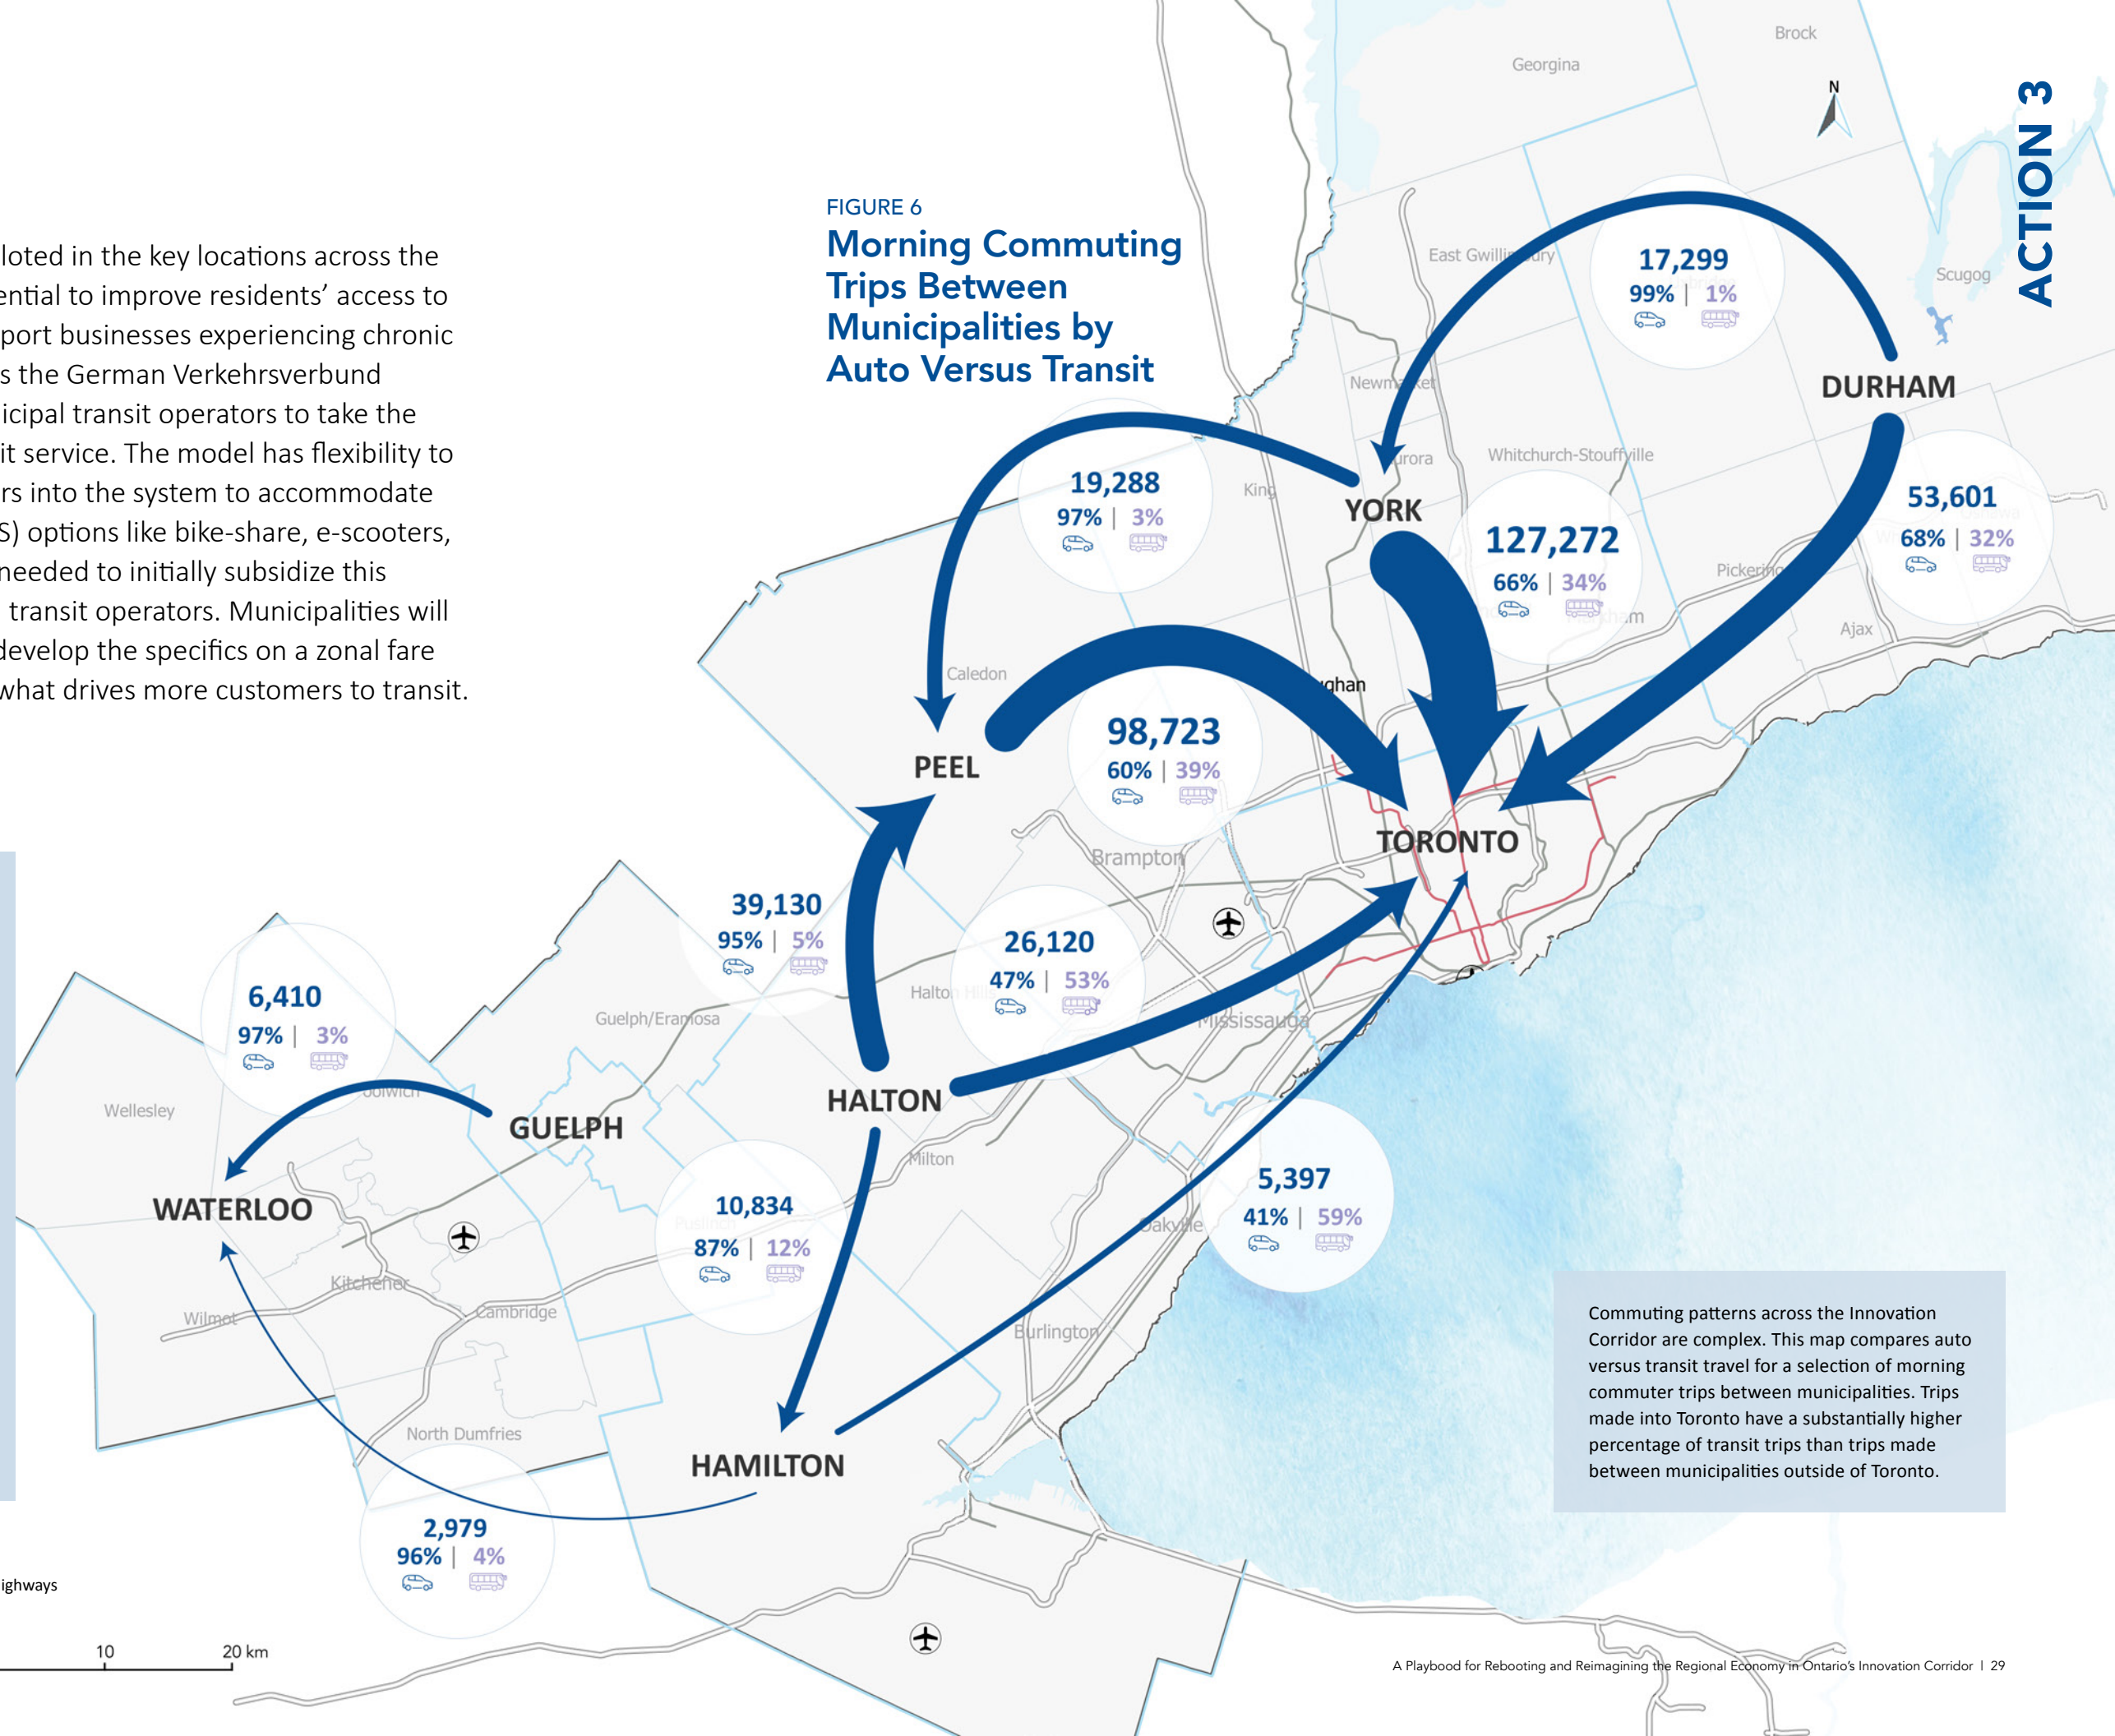 loted in the key locations across the
ential to improve residents' access to
port businesses experiencing chronic
s the German Verkehrsverbund
icipal transit operators to take the
it service. The model has flexibility to
rs into the system to accommodate
S) options like bike-share, e-scooters,
needed to initially subsidize this
transit operators. Municipalities will
develop the specifics on a zonal fare
what drives more customers to transit.
FIGURE 6
Morning Commuting
Trips Between
Municipalities by
Auto Versus Transit
ACTION 3
Brock
Georgina
N
East Gwillimbury
17,299
99% | 1%
Scugog
DURHAM
Newmarket
urora
Whitchurch-Stouffville
King
19,288
97% | 3%
YORK
127,272
66% | 34%
53,601
68% | 32%
Pickering
Ajax
Caledon
ughan
PEEL
98,723
60% | 39%
TORONTO
Brampton
39,130
95% | 5%
26,120
47% | 53%
Halton Hills
Mississauga
6,410
97% | 3%
Guelph/Eramosa
Wellesley
oolwich
GUELPH
HALTON
Milton
WATERLOO
10,834
87% | 12%
Puslinch
5,397
41% | 59%
Oakville
Kitchener
Wilmot
Cambridge
Burlington
North Dumfries
HAMILTON
2,979
96% | 4%
Commuting patterns across the Innovation
Corridor are complex. This map compares auto
versus transit travel for a selection of morning
commuter trips between municipalities. Trips
made into Toronto have a substantially higher
percentage of transit trips than trips made
between municipalities outside of Toronto.
ighways
10
20 km
A Playbood for Rebooting and Reimagining the Regional Economy in Ontario's Innovation Corridor | 29